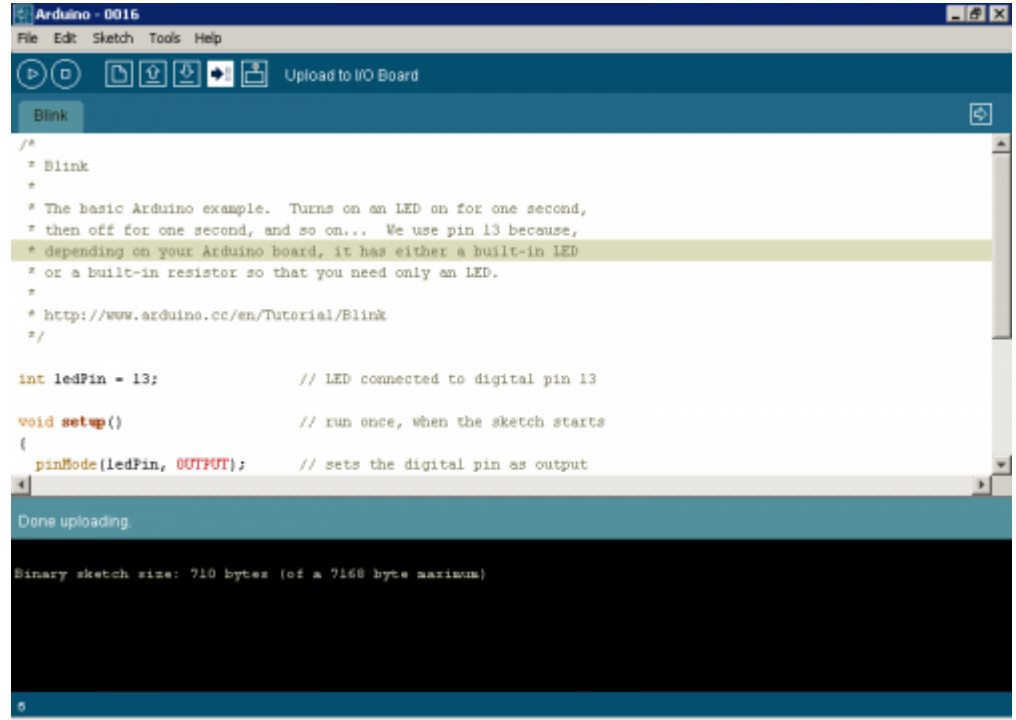 Arduino - 0016
File Edit Sketch Tools Help
Upload to I/O Board
Blink
/*
 * Blink
 *
 * The basic Arduino example.  Turns on an LED on for one second,
 * then off for one second, and so on...  We use pin 13 because,
 * depending on your Arduino board, it has either a built-in LED
 * or a built-in resistor so that you need only an LED.
 *
 * http://www.arduino.cc/en/Tutorial/Blink
 */
int ledPin = 13;                // LED connected to digital pin 13
void setup()                    // run once, when the sketch starts
{
  pinMode(ledPin, OUTPUT);      // sets the digital pin as output
Done uploading.
Binary sketch size: 710 bytes (of a 7168 byte maximum)
6